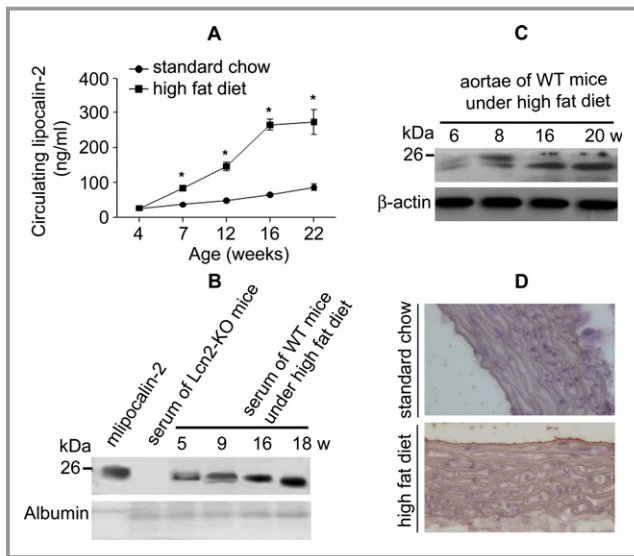 A
standard chow
high fat diet
Circulating lipocalin-2
(ng/ml)
400
300
200
100
0
* * * * *
4 7 12 16 22
Age (weeks)
B
mlipocalin-2
serum of Lcn2-KO mice
serum of WT mice
under high fat diet
kDa
5 9 16 18 w
26
Albumin
C
aortae of WT mice
under high fat diet
kDa
6 8 16 20 w
26
β-actin
D
standard chow
high fat diet